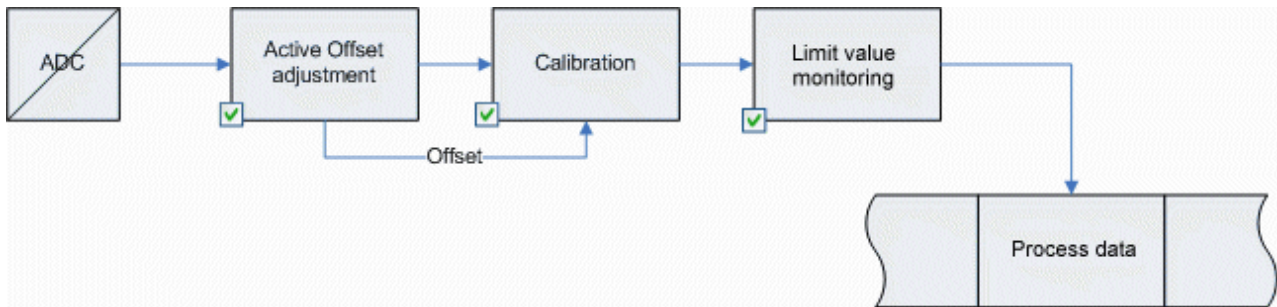 ADC
Active Offset
adjustment
Calibration
Limit value
monitoring
Offset
Process data